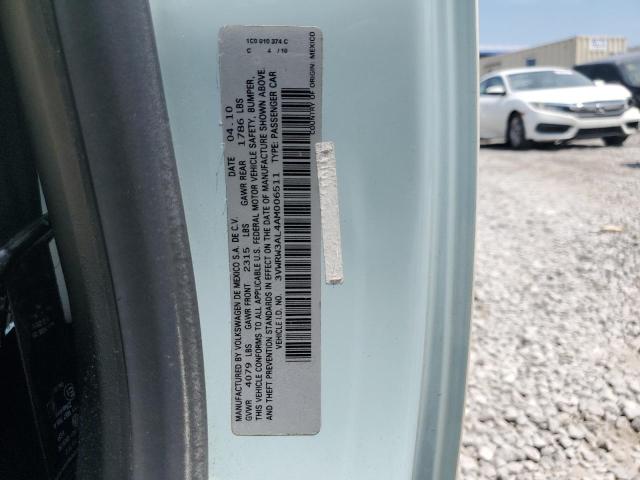 1C0 010 374 C
C 4 /10
MANUFACTURED BY VOLKSWAGEN DE MEXICO S.A. DE C.V. DATE 04.10
GVWR 4079 LBS GAWR FRONT 2315 LBS GAWR REAR 1786 LBS
THIS VEHICLE CONFORMS TO ALL APPLICABLE U.S. FEDERAL MOTOR VEHICLE SAFETY, BUMPER,
AND THEFT PREVENTION STANDARDS IN EFFECT ON THE DATE OF MANUFACTURE SHOWN ABOVE.
VEHICLE I.D. NO. 3VWRW3AL4AM006511 TYPE: PASSENGER CAR
COUNTRY OF ORIGIN: MEXICO